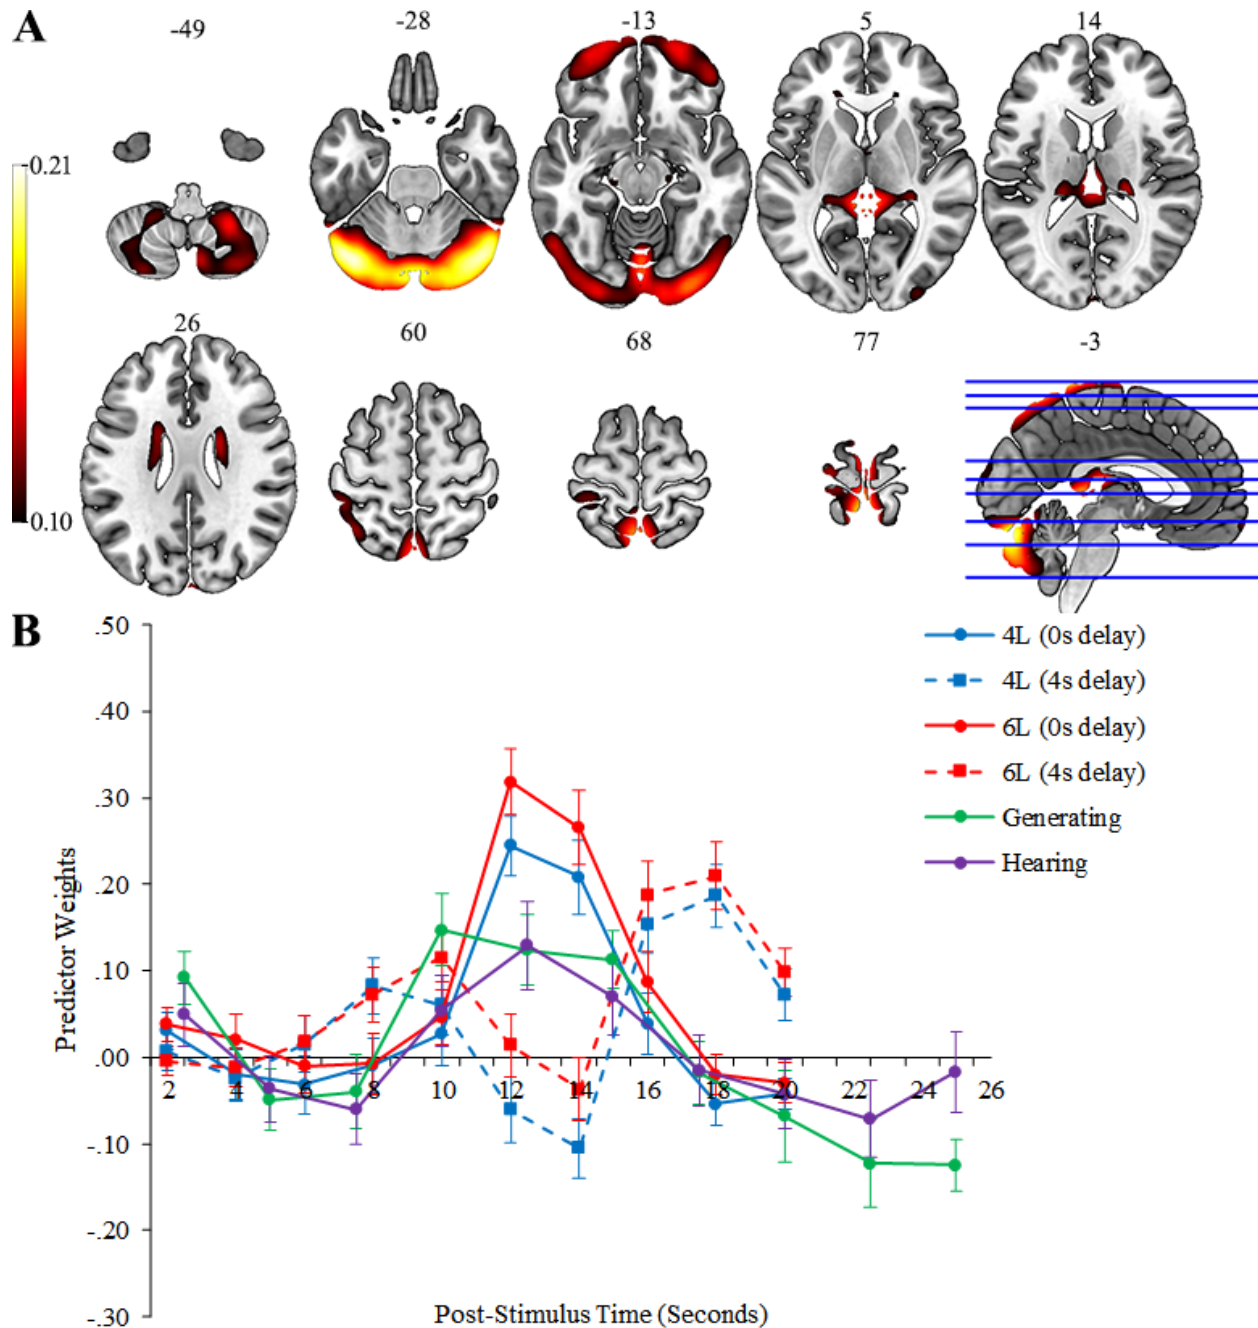 A
-49
-28
-13
5
14
-0.21
-0.10
26
60
68
77
-3
B
.50
.40
.30
.20
.10
.00
-.10
-.20
-.30
Predictor Weights
2 4 6 8 10 12 14 16 18 20 22 24 26
Post-Stimulus Time (Seconds)
4L (0s delay)
4L (4s delay)
6L (0s delay)
6L (4s delay)
Generating
Hearing